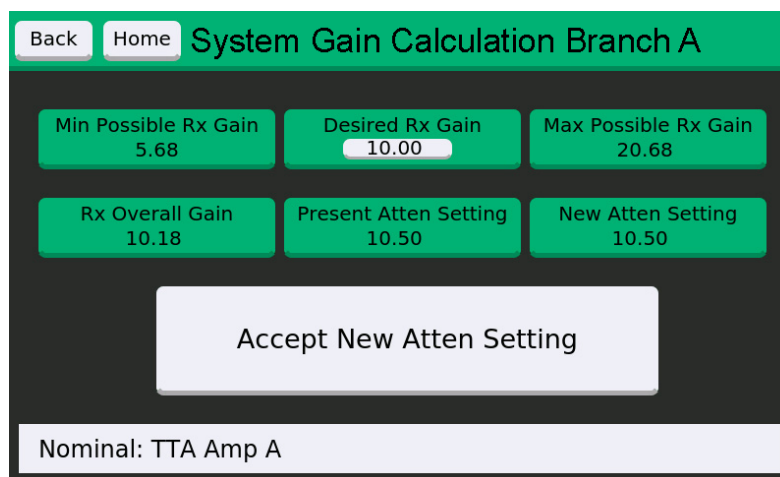 Back Home System Gain Calculation Branch A
Min Possible Rx Gain
5.68
Desired Rx Gain
10.00
Max Possible Rx Gain
20.68
Rx Overall Gain
10.18
Present Atten Setting
10.50
New Atten Setting
10.50
Accept New Atten Setting
Nominal: TTA Amp A